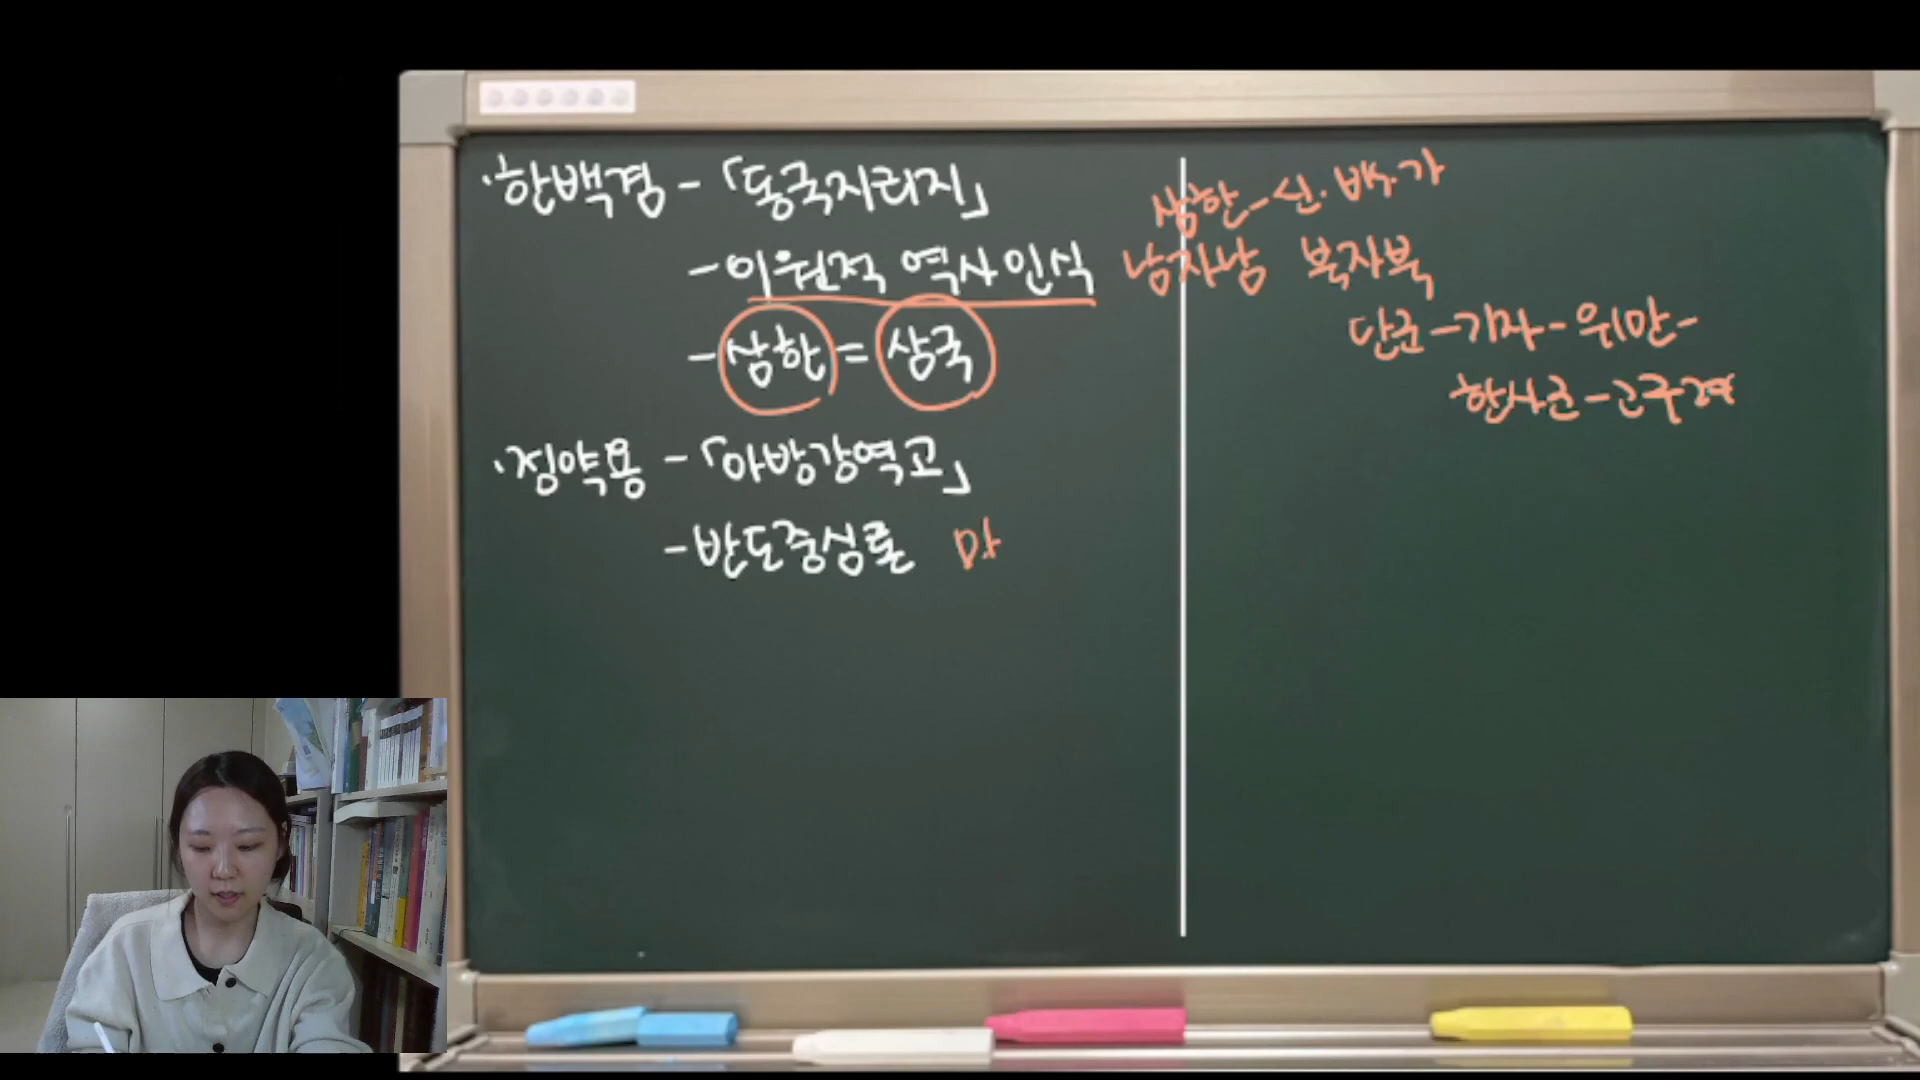 ·한백겸 - 「동국지리지」
- 이원적 역사인식
- 삼한 = 삼국
·정약용 - 「아방강역고」
- 반도중심론 마
삼한 - 신·백·가
남자남 북자북
단군 - 기자 - 위만 -
한사군 - 고구려